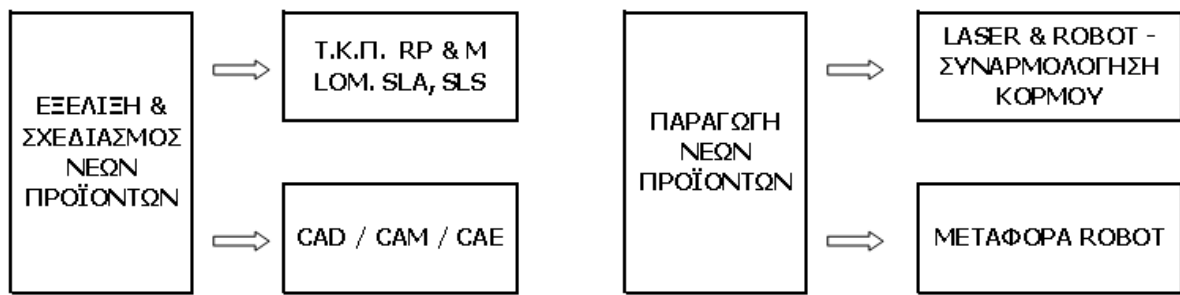 ΕΞΕΛΙΞΗ &
ΣΧΕΔΙΑΣΜΟΣ
ΝΕΩΝ
ΠΡΟΪΟΝΤΩΝ
Τ.Κ.Π. RP & M
LOM. SLA, SLS
CAD / CAM / CAE
ΠΑΡΑΓΩΓΗ
ΝΕΩΝ
ΠΡΟΪΟΝΤΩΝ
LASER & ROBOT -
ΣΥΝΑΡΜΟΛΟΓΗΣΗ
ΚΟΡΜΟΥ
ΜΕΤΑΦΟΡΑ ROBOT